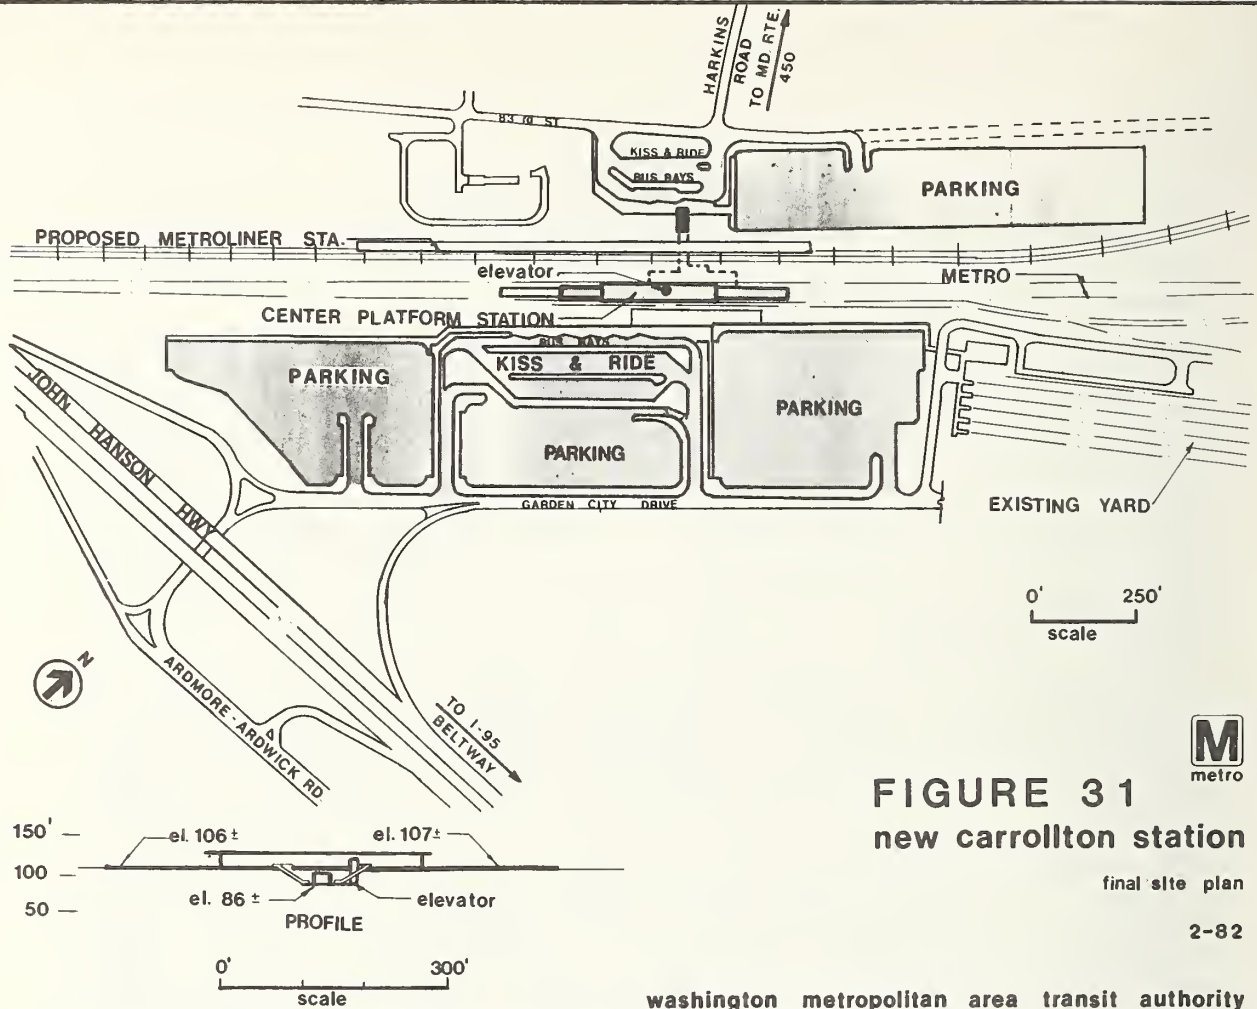 HARKINS
ROAD
TO MD. RTE.
450
83 rd ST
KISS & RIDE
BUS BAYS
PARKING
PROPOSED METROLINER STA.
elevator
METRO
CENTER PLATFORM STATION
BUS BAYS
KISS & RIDE
PARKING
PARKING
PARKING
JOHN HANSON HWY
GARDEN CITY DRIVE
EXISTING YARD
0' 250'
scale
N
ARDMORE-ARDWICK RD
TO I-95
BELTWAY
M
metro
FIGURE 31
new carrollton station
final site plan
2-82
150'
100
50
el. 106 ±
el. 107 ±
el. 86 ±
elevator
PROFILE
0' 300'
scale
washington metropolitan area transit authority